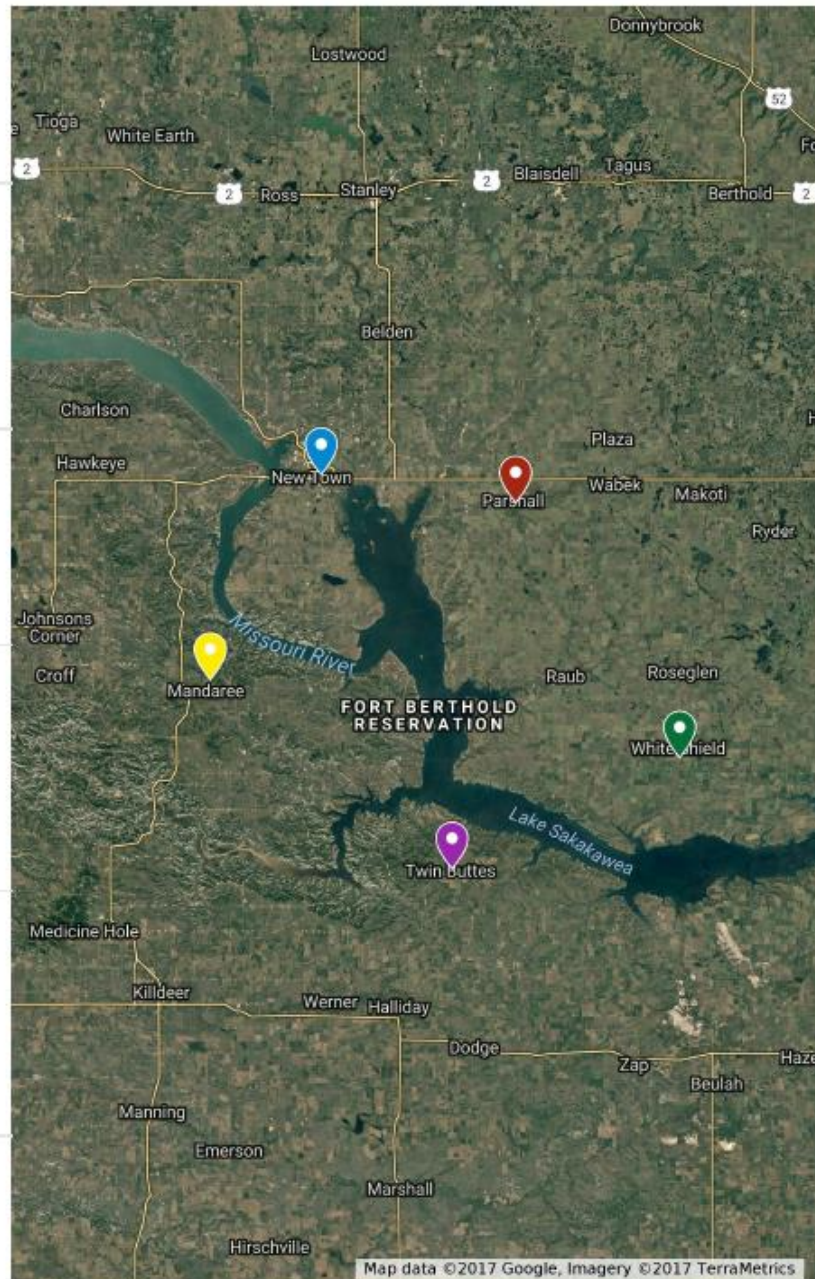 Donnybrook
Lostwood
52
Tioga
White Earth
2
2
Ross
Stanley
2
Blaisdell
Tagus
Berthold
2
Belden
Charlson
Plaza
Hawkeye
New Town
Parshall
Wabek
Makoti
Ryder
Johnsons
Corner
Missouri River
Croff
Mandaree
Raub
Roseglen
FORT BERTHOLD
RESERVATION
White Shield
Lake Sakakawea
Twin Buttes
Medicine Hole
Killdeer
Werner
Halliday
Dodge
Zap
Haze
Beulah
Manning
Emerson
Marshall
Hirschville
Map data ©2017 Google, Imagery ©2017 TerraMetrics